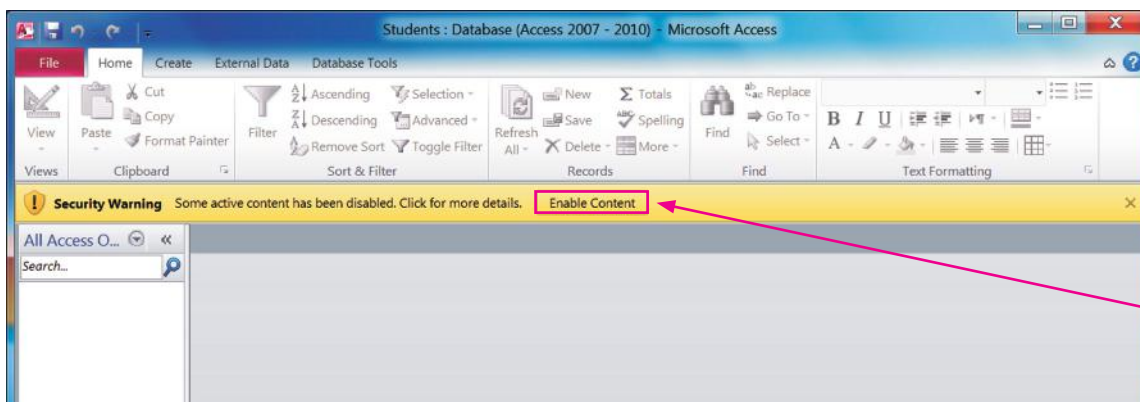 Students : Database (Access 2007 - 2010) - Microsoft Access
File Home Create External Data Database Tools
Cut Ascending Selection New Totals Replace
Copy Descending Advanced Save Spelling Go To
View Paste Format Painter Filter Remove Sort Toggle Filter Refresh All Delete More Find Select B I U A
Views Clipboard Sort & Filter Records Find Text Formatting
Security Warning Some active content has been disabled. Click for more details. Enable Content
All Access O...
Search...